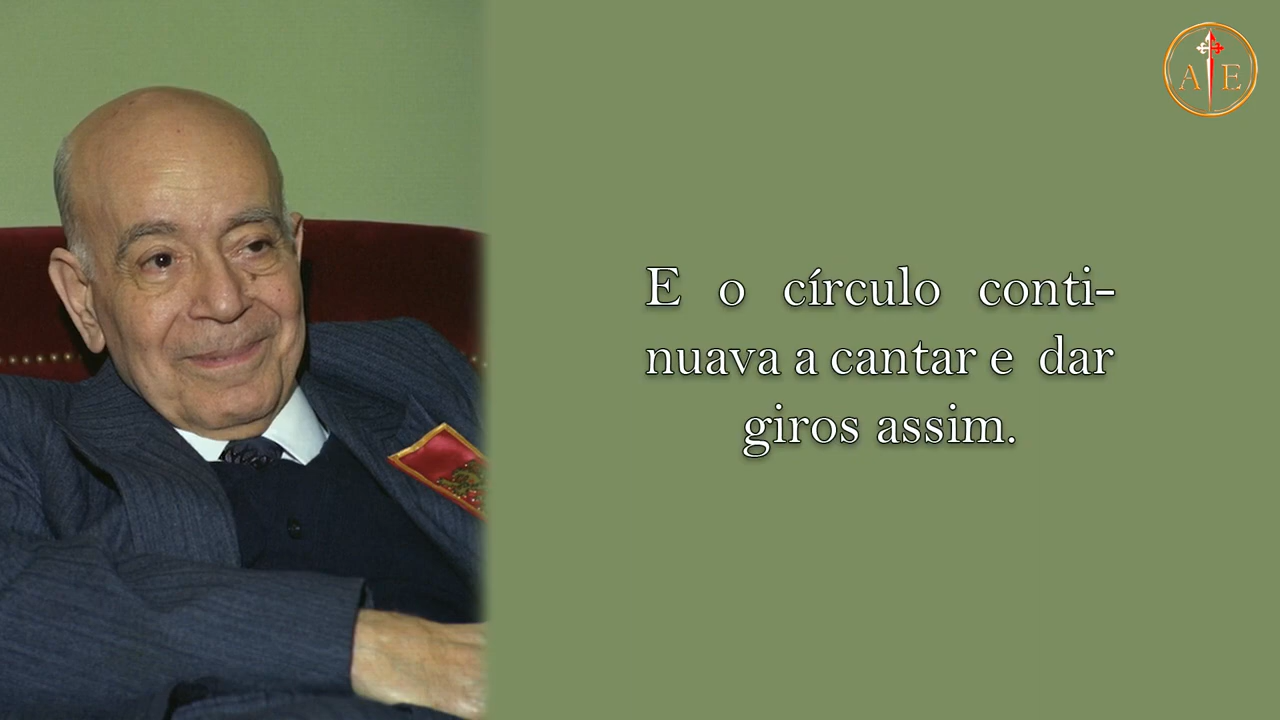 A E
E o círculo conti-
nuava a cantar e dar
giros assim.